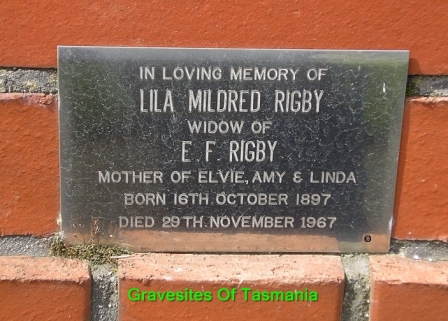 IN LOVING MEMORY OF
LILA MILDRED RIGBY
WIDOW OF
E. F. RIGBY
MOTHER OF ELVIE, AMY & LINDA
BORN 16TH. OCTOBER 1897
DIED 29TH. NOVEMBER 1967
Gravesites Of Tasmania